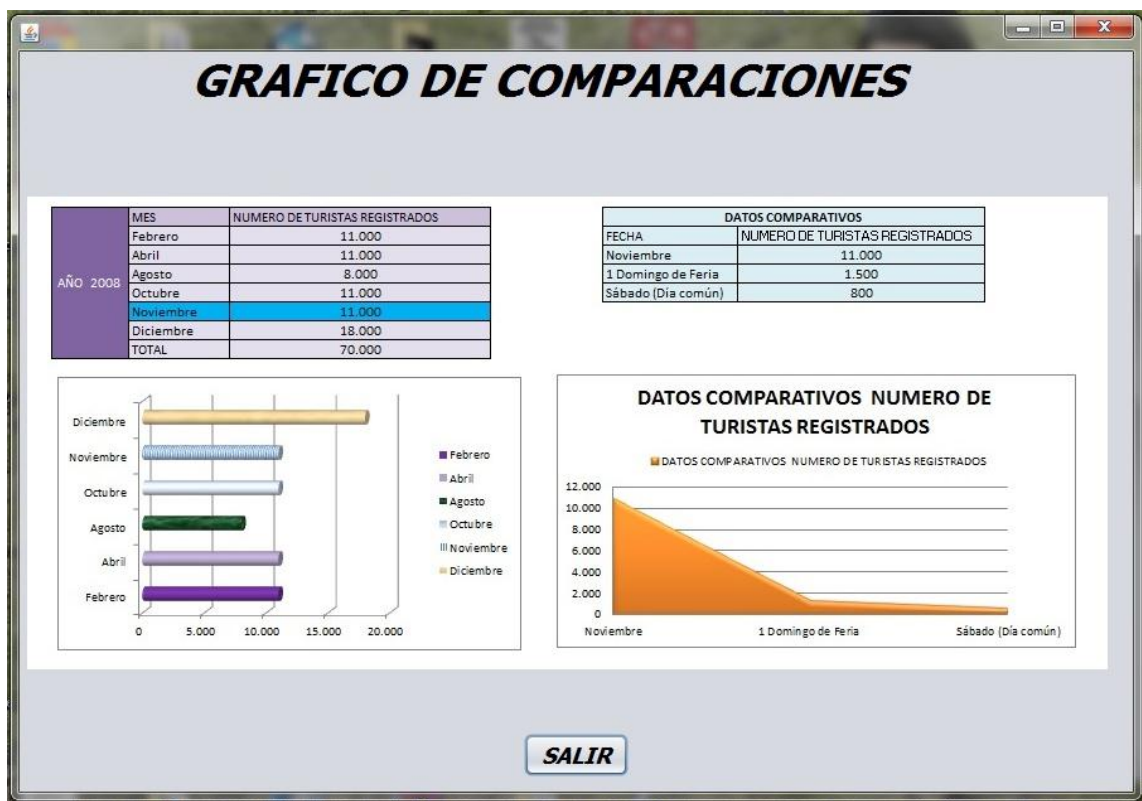 GRAFICO DE COMPARACIONES
AÑO 2008
MES NUMERO DE TURISTAS REGISTRADOS
Febrero 11.000
Abril 11.000
Agosto 8.000
Octubre 11.000
Noviembre 11.000
Diciembre 18.000
TOTAL 70.000
DATOS COMPARATIVOS
FECHA NUMERO DE TURISTAS REGISTRADOS
Noviembre 11.000
1 Domingo de Feria 1.500
Sábado (Día común) 800
Diciembre
Noviembre
Octubre
Agosto
Abril
Febrero
0 5.000 10.000 15.000 20.000
Febrero
Abril
Agosto
Octubre
Noviembre
Diciembre
DATOS COMPARATIVOS NUMERO DE
TURISTAS REGISTRADOS
DATOS COMPARATIVOS NUMERO DE TURISTAS REGISTRADOS
12.000
10.000
8.000
6.000
4.000
2.000
0
Noviembre 1 Domingo de Feria Sábado (Día común)
SALIR